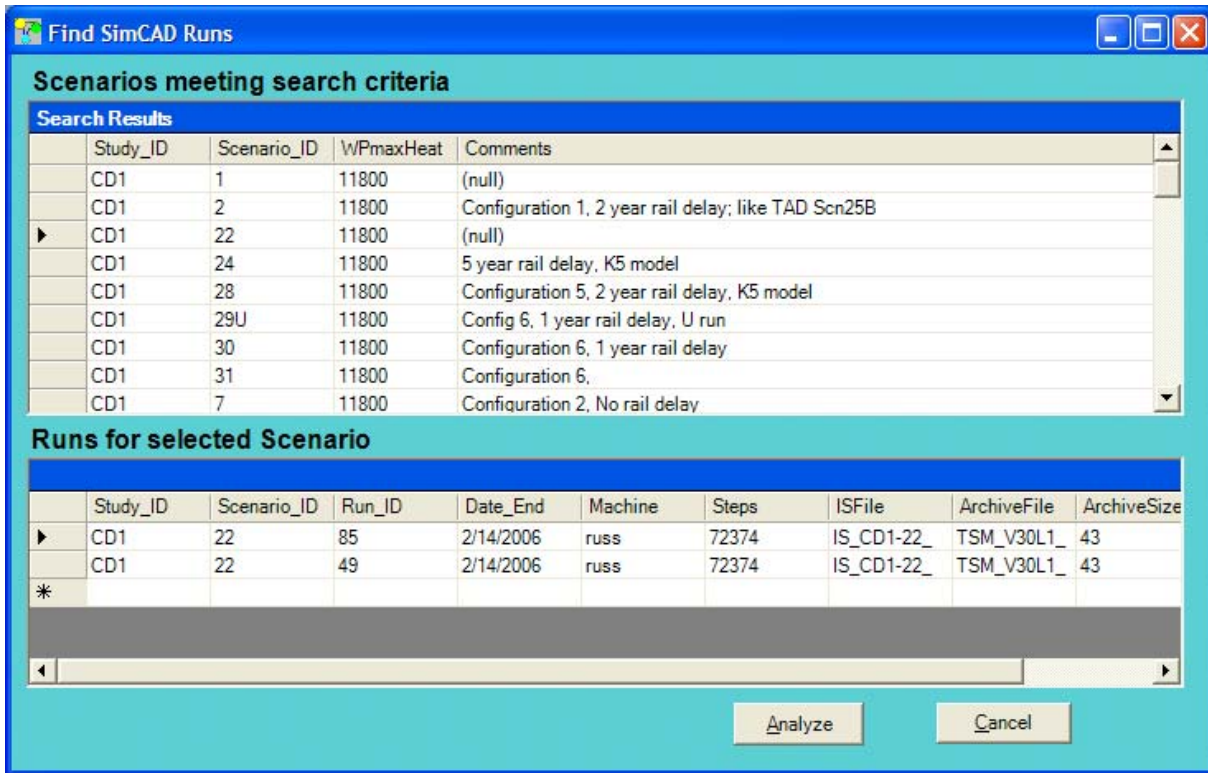 Find SimCAD Runs
Scenarios meeting search criteria
Search Results
Study_ID Scenario_ID WPmaxHeat Comments
CD1 1 11800 (null)
CD1 2 11800 Configuration 1, 2 year rail delay; like TAD Scn25B
CD1 22 11800 (null)
CD1 24 11800 5 year rail delay, K5 model
CD1 28 11800 Configuration 5, 2 year rail delay, K5 model
CD1 29U 11800 Config 6, 1 year rail delay, U run
CD1 30 11800 Configuration 6, 1 year rail delay
CD1 31 11800 Configuration 6,
CD1 7 11800 Configuration 2, No rail delay
Runs for selected Scenario
Study_ID Scenario_ID Run_ID Date_End Machine Steps ISFile ArchiveFile ArchiveSize
CD1 22 85 2/14/2006 russ 72374 IS_CD1-22_ TSM_V30L1_ 43
CD1 22 49 2/14/2006 russ 72374 IS_CD1-22_ TSM_V30L1_ 43
Analyze Cancel